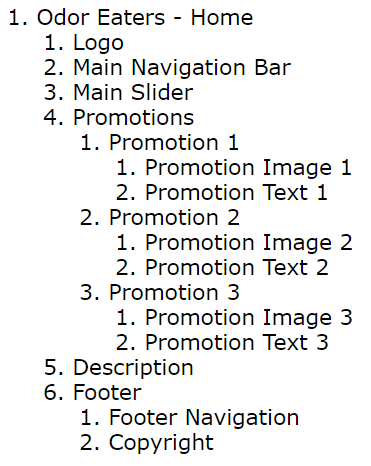 1. Odor Eaters - Home
1. Logo
2. Main Navigation Bar
3. Main Slider
4. Promotions
1. Promotion 1
1. Promotion Image 1
2. Promotion Text 1
2. Promotion 2
1. Promotion Image 2
2. Promotion Text 2
3. Promotion 3
1. Promotion Image 3
2. Promotion Text 3
5. Description
6. Footer
1. Footer Navigation
2. Copyright